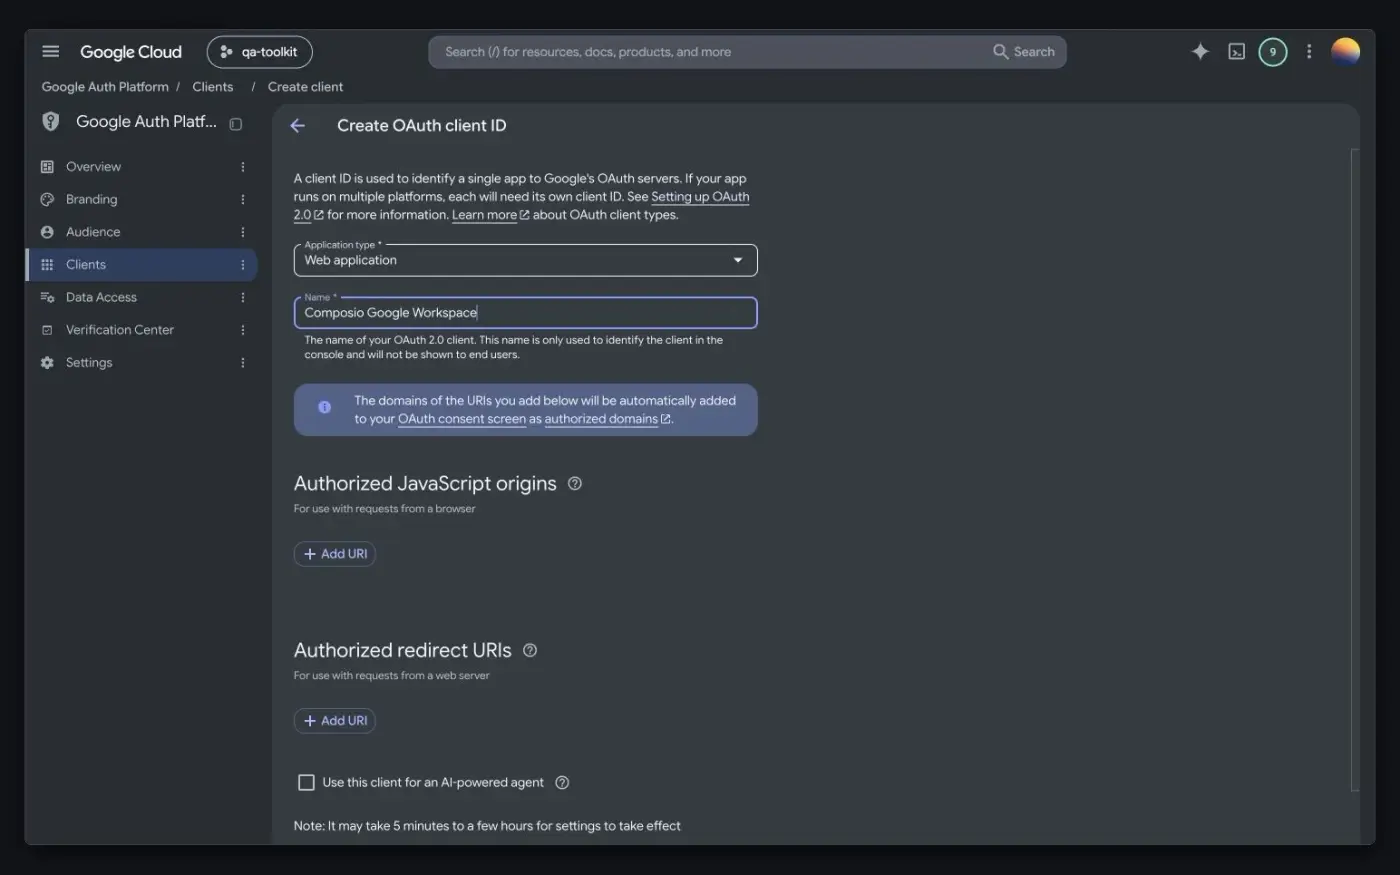 Google Cloud
qa-toolkit
Search (/) for resources, docs, products, and more
Search
9
Google Auth Platform / Clients / Create client
Google Auth Platf...
Overview
Branding
Audience
Clients
Data Access
Verification Center
Settings
Create OAuth client ID
A client ID is used to identify a single app to Google's OAuth servers. If your app
runs on multiple platforms, each will need its own client ID. See Setting up OAuth
2.0 for more information. Learn more about OAuth client types.
Application type *
Web application
Name *
Composio Google Workspace
The name of your OAuth 2.0 client. This name is only used to identify the client in the
console and will not be shown to end users.
The domains of the URIs you add below will be automatically added
to your OAuth consent screen as authorized domains.
Authorized JavaScript origins
For use with requests from a browser
+ Add URI
Authorized redirect URIs
For use with requests from a web server
+ Add URI
Use this client for an AI-powered agent
Note: It may take 5 minutes to a few hours for settings to take effect